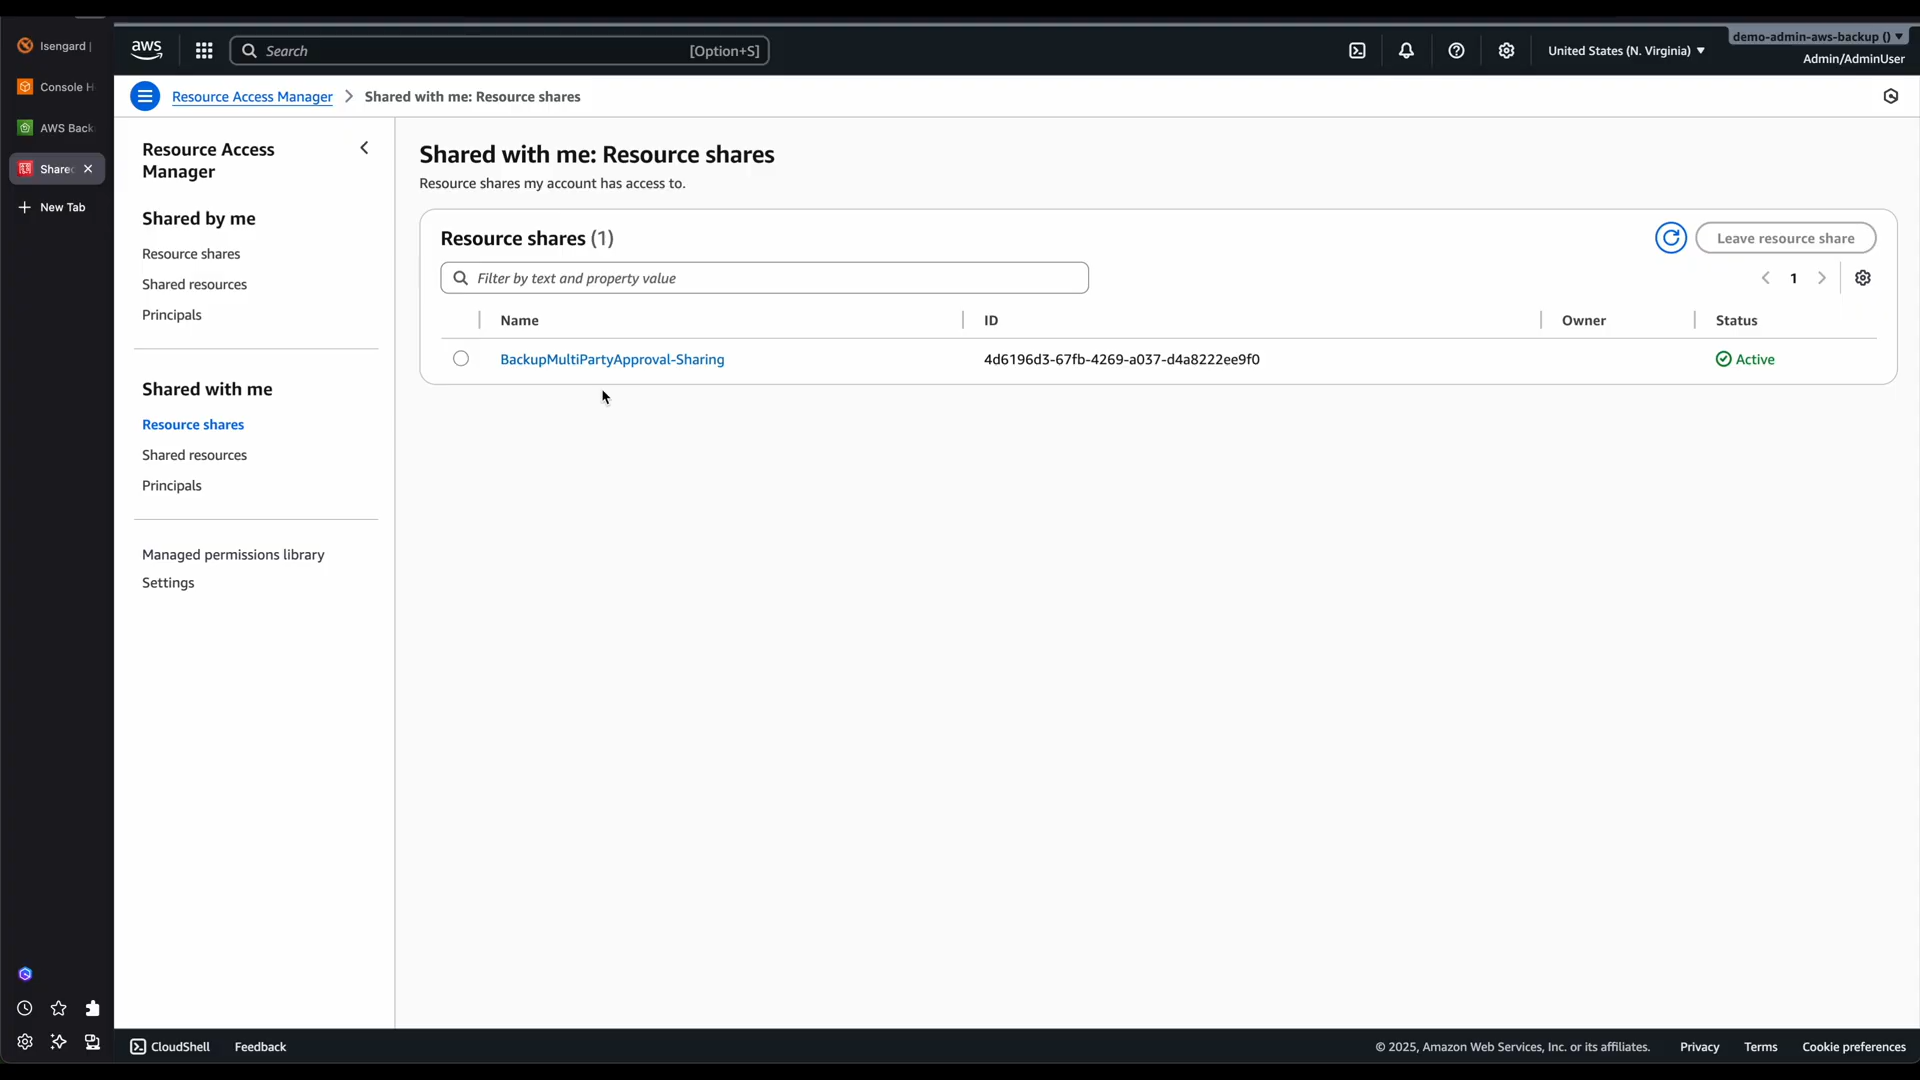 Isengard |
Console H
AWS Back
Share
New Tab
aws
Search
[Option+S]
United States (N. Virginia)
demo-admin-aws-backup ()
Admin/AdminUser
Resource Access Manager
Shared with me: Resource shares
Resource Access
Manager
Shared by me
Resource shares
Shared resources
Principals
Shared with me
Resource shares
Shared resources
Principals
Managed permissions library
Settings
Shared with me: Resource shares
Resource shares my account has access to.
Resource shares (1)
Leave resource share
Filter by text and property value
1
Name
ID
Owner
Status
BackupMultiPartyApproval-Sharing
4d6196d3-67fb-4269-a037-d4a8222ee9f0
Active
CloudShell
Feedback
© 2025, Amazon Web Services, Inc. or its affiliates.
Privacy
Terms
Cookie preferences